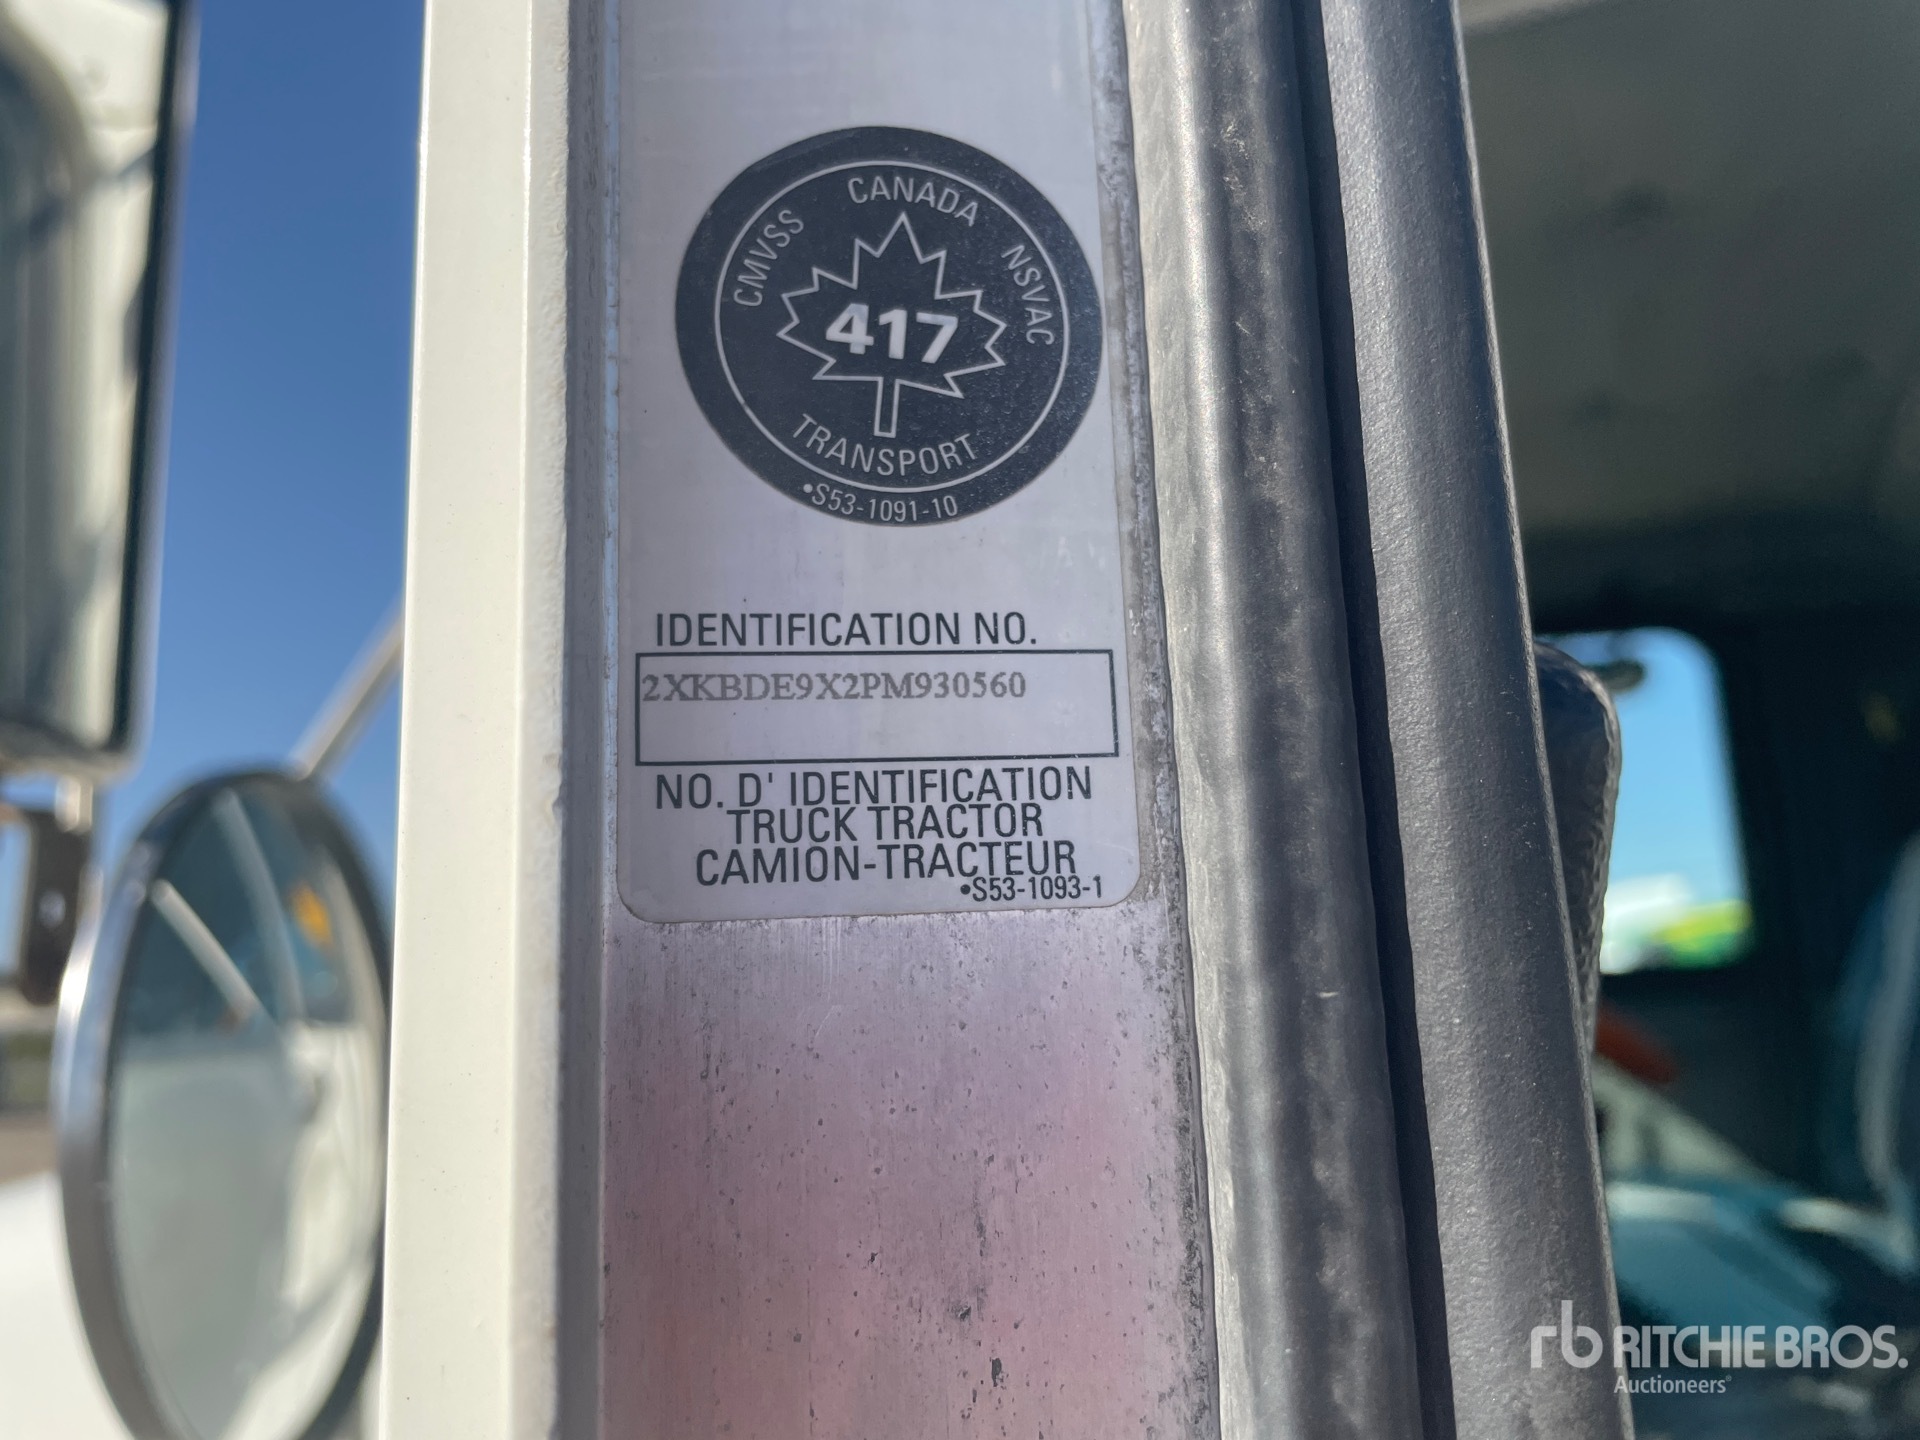 CANADA
CMVSS
NSVAC
417
TRANSPORT
•S53-1091-10
IDENTIFICATION NO.
2XKBDE9X2PM930560
NO. D' IDENTIFICATION
TRUCK TRACTOR
CAMION-TRACTEUR
•S53-1093-1
rb RITCHIE BROS.
Auctioneers